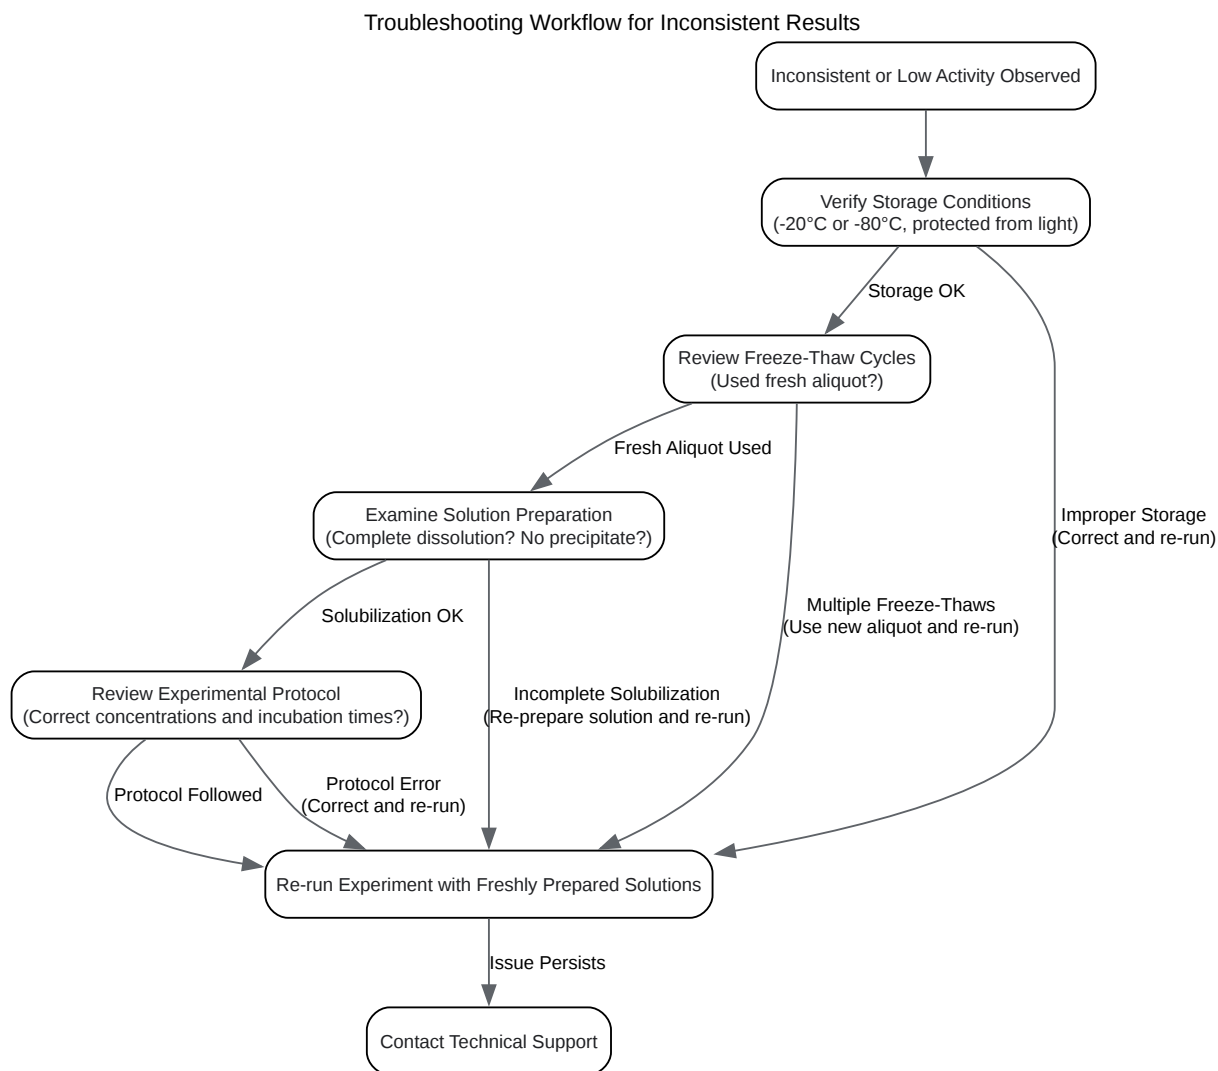 Troubleshooting Workflow for Inconsistent Results
Inconsistent or Low Activity Observed
Verify Storage Conditions
(-20°C or -80°C, protected from light)
Storage OK
Review Freeze-Thaw Cycles
(Used fresh aliquot?)
Fresh Aliquot Used
Examine Solution Preparation
(Complete dissolution? No precipitate?)
Improper Storage
(Correct and re-run)
Solubilization OK
Multiple Freeze-Thaws
(Use new aliquot and re-run)
Review Experimental Protocol
(Correct concentrations and incubation times?)
Incomplete Solubilization
(Re-prepare solution and re-run)
Protocol Followed
Protocol Error
(Correct and re-run)
Re-run Experiment with Freshly Prepared Solutions
Issue Persists
Contact Technical Support